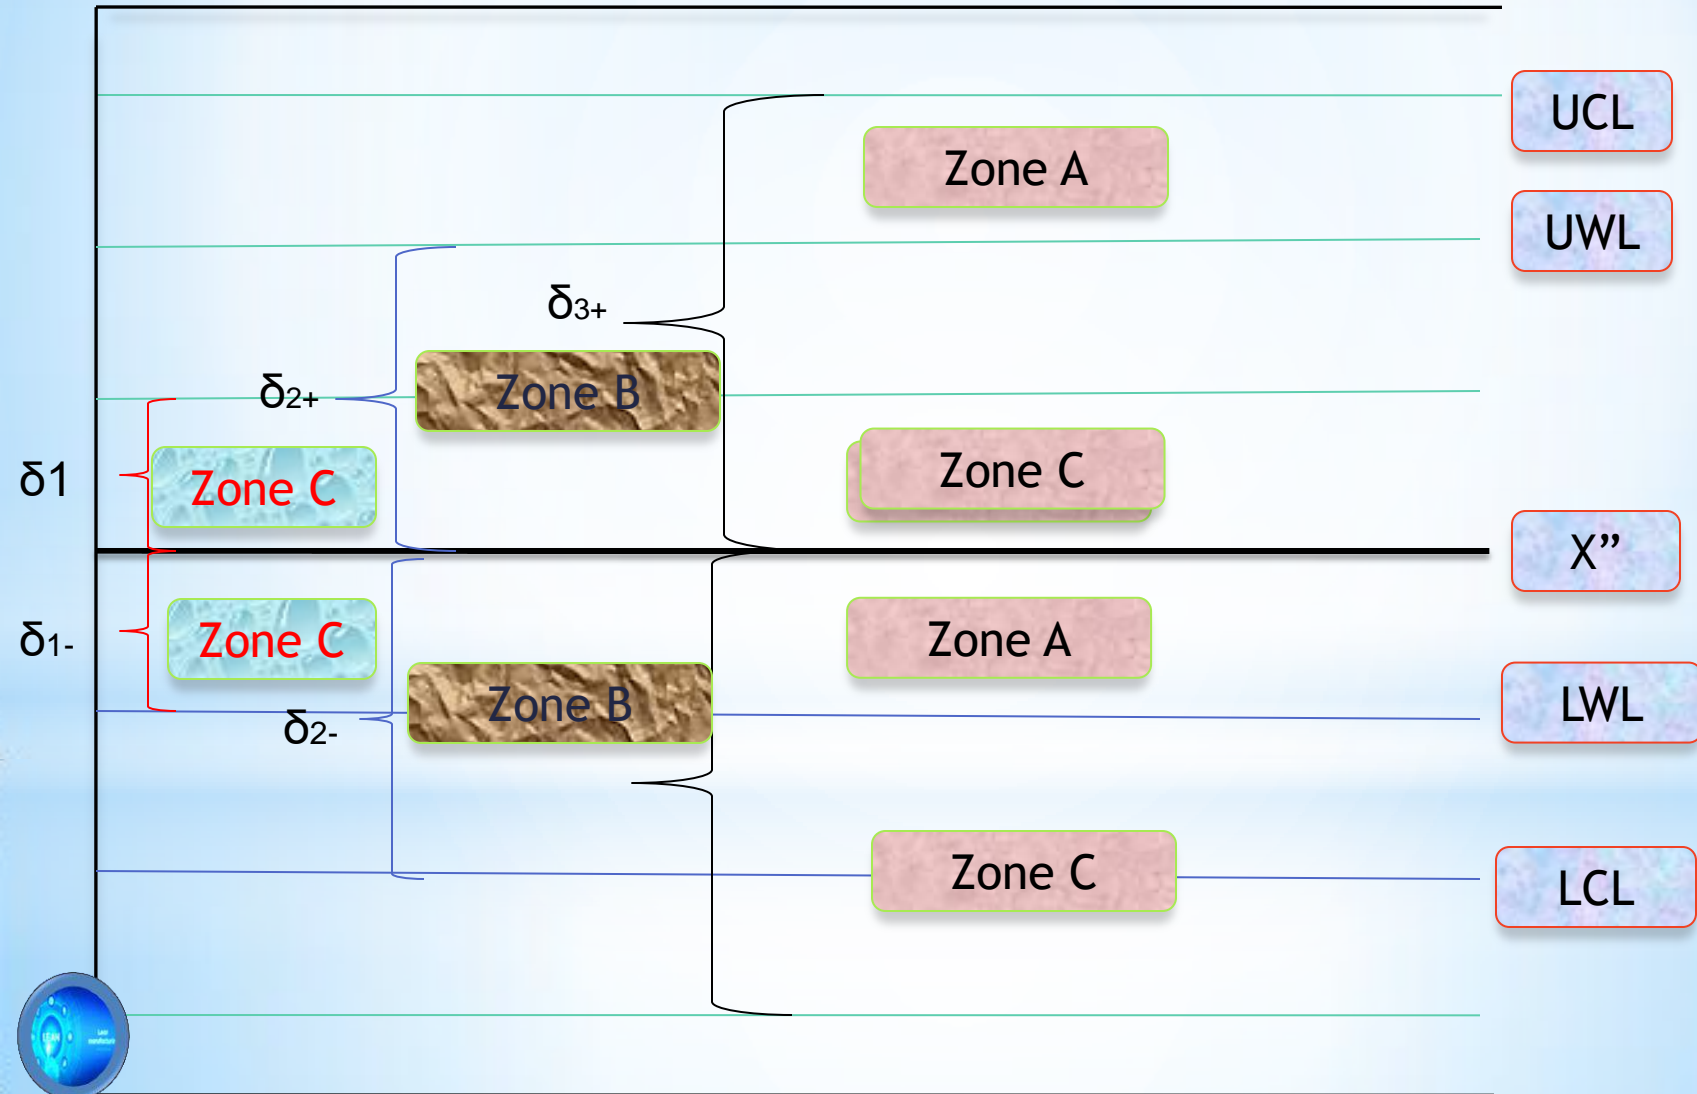 UCL
Zone A
UWL
δ3+
Zone B
δ2+
Zone C
δ1
Zone C
X”
Zone C
Zone A
δ1-
Zone B
LWL
δ2-
Zone C
LCL